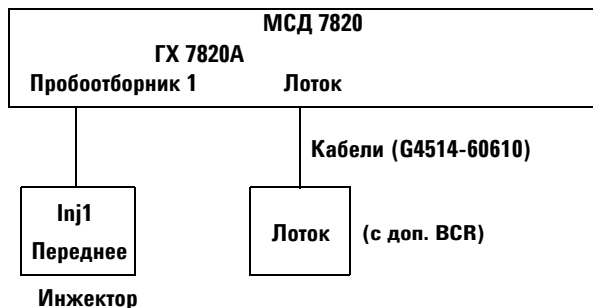 МСД 7820
ГХ 7820А
Пробоотборник 1 Лоток
Кабели (G4514-60610)
Inj1
Переднее
Лоток
(с доп. BCR)
Инжектор